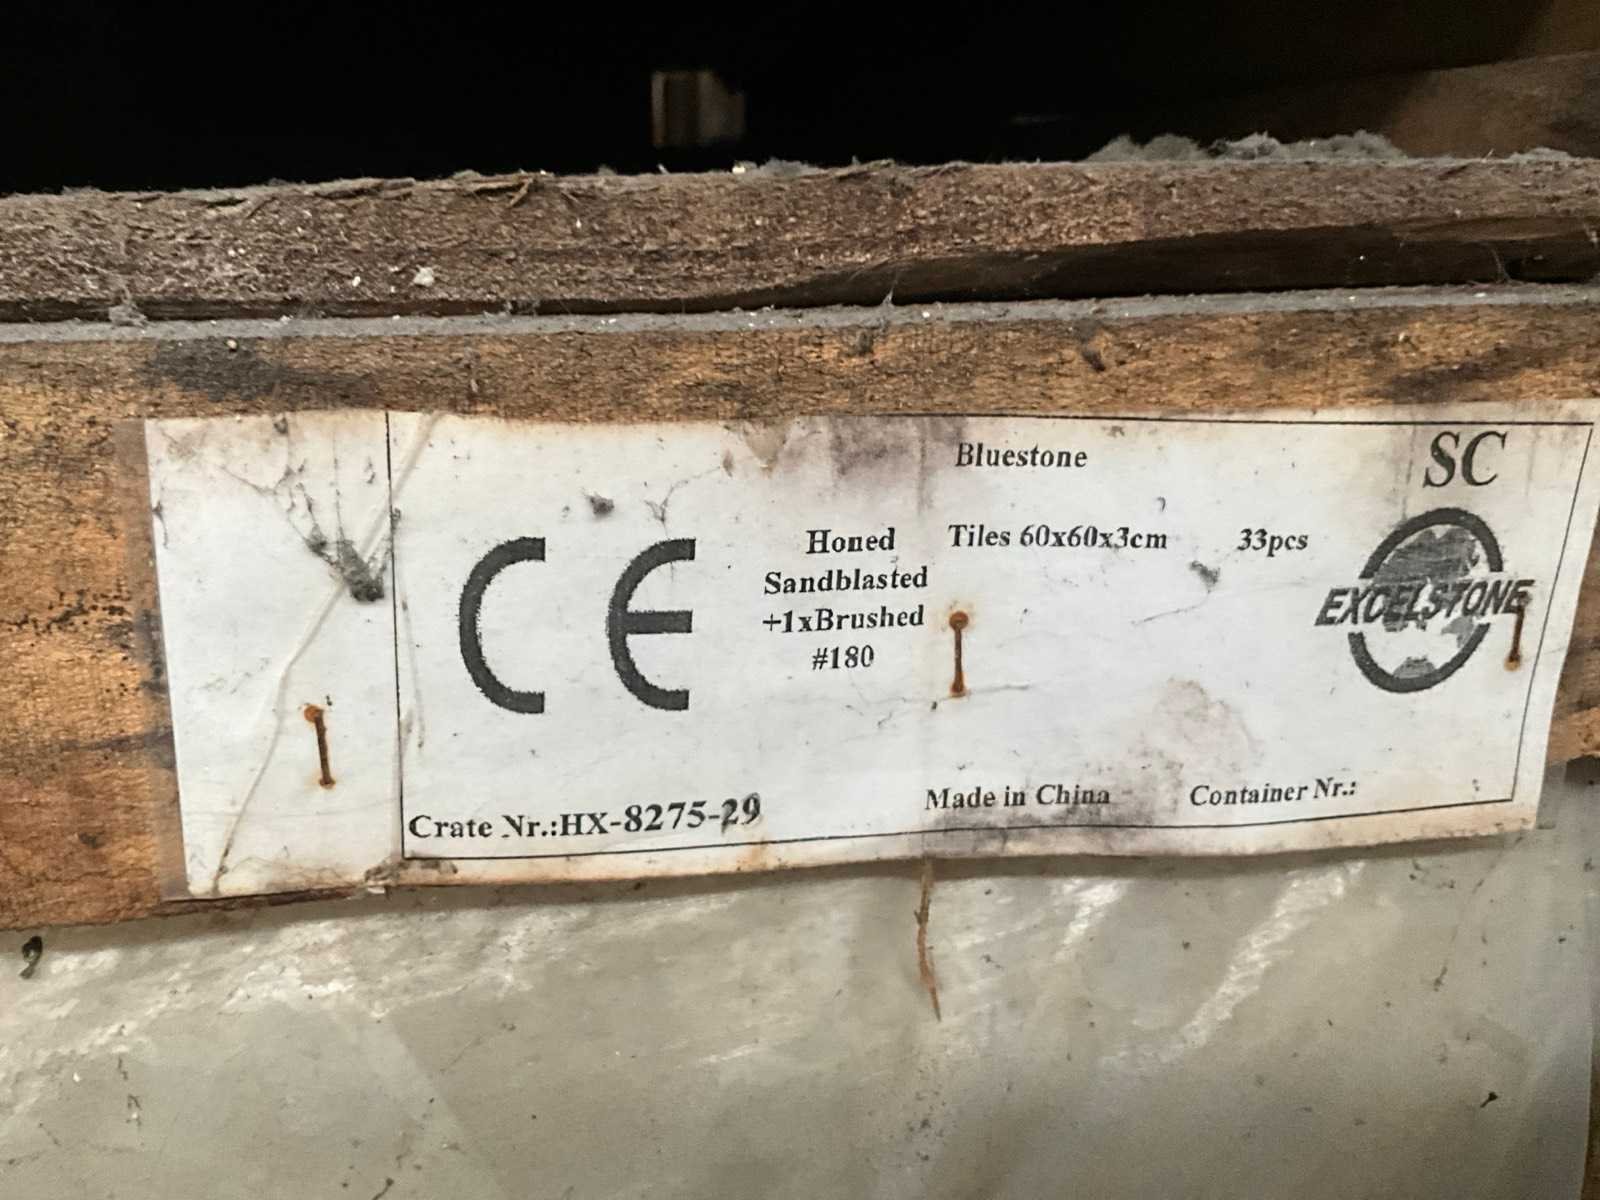 Bluestone
SC
Honed
Tiles 60x60x3cm
33pcs
Sandblasted
+1xBrushed
#180
CE
EXCELSTONE
Crate Nr.:HX-8275-29
Made in China
Container Nr.: